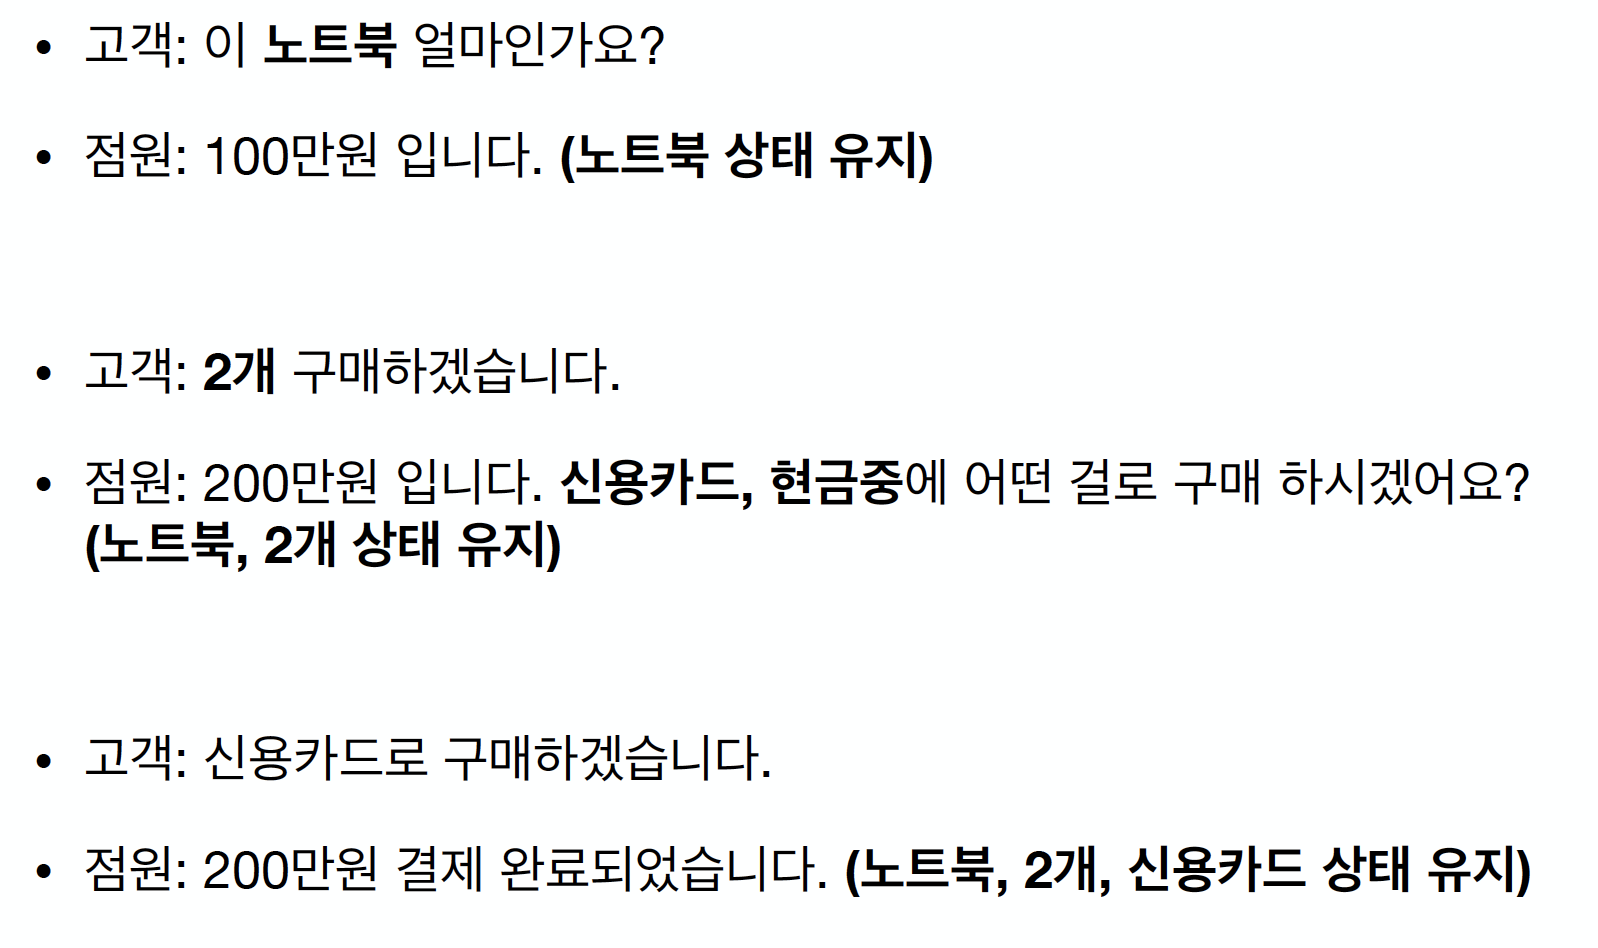 • 고객: 이 노트북 얼마인가요?
• 점원: 100만원 입니다. (노트북 상태 유지)
• 고객: 2개 구매하겠습니다.
• 점원: 200만원 입니다. 신용카드, 현금중에 어떤 걸로 구매 하시겠어요?
(노트북, 2개 상태 유지)
• 고객: 신용카드로 구매하겠습니다.
• 점원: 200만원 결제 완료되었습니다. (노트북, 2개, 신용카드 상태 유지)